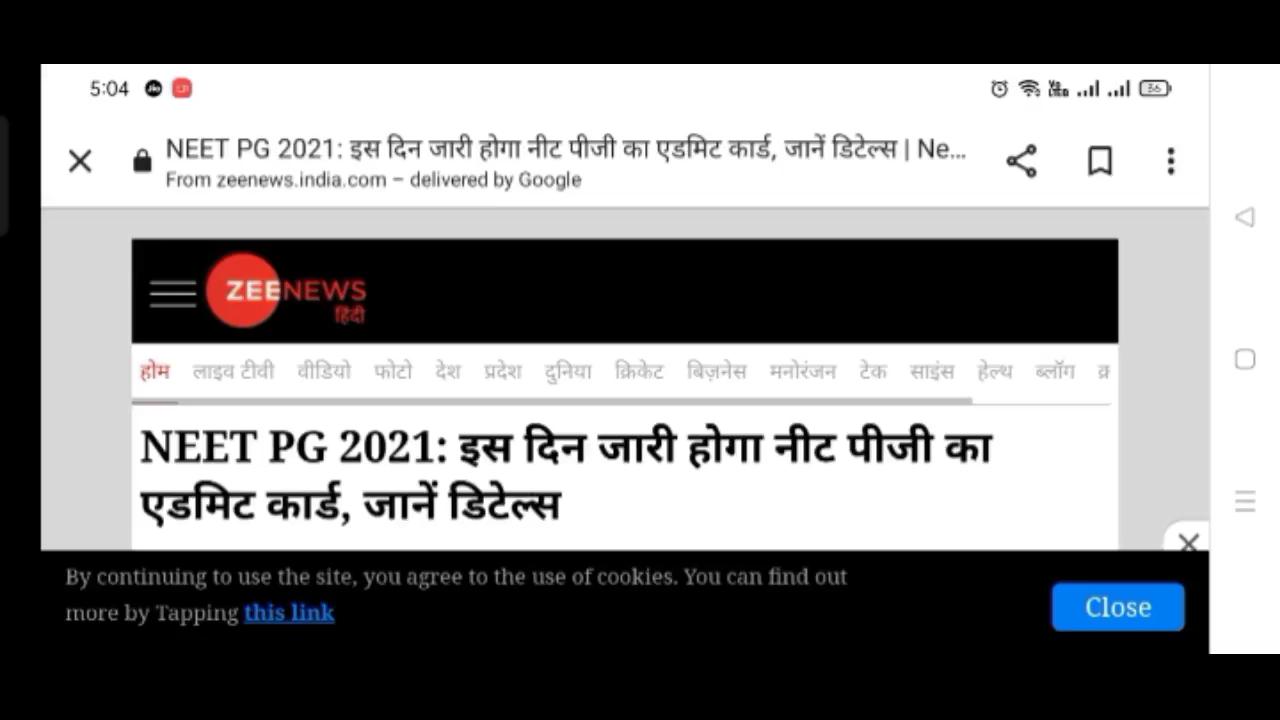 5:04
36
NEET PG 2021: इस दिन जारी होगा नीट पीजी का एडमिट कार्ड, जानें डिटेल्स | Ne...
From zeenews.india.com – delivered by Google
ZEENEWS
हिंदी
होम लाइव टीवी वीडियो फोटो देश प्रदेश दुनिया क्रिकेट बिज़नेस मनोरंजन टेक साइंस हेल्थ ब्लॉग क्र
NEET PG 2021: इस दिन जारी होगा नीट पीजी का
एडमिट कार्ड, जानें डिटेल्स
By continuing to use the site, you agree to the use of cookies. You can find out
more by Tapping this link
Close